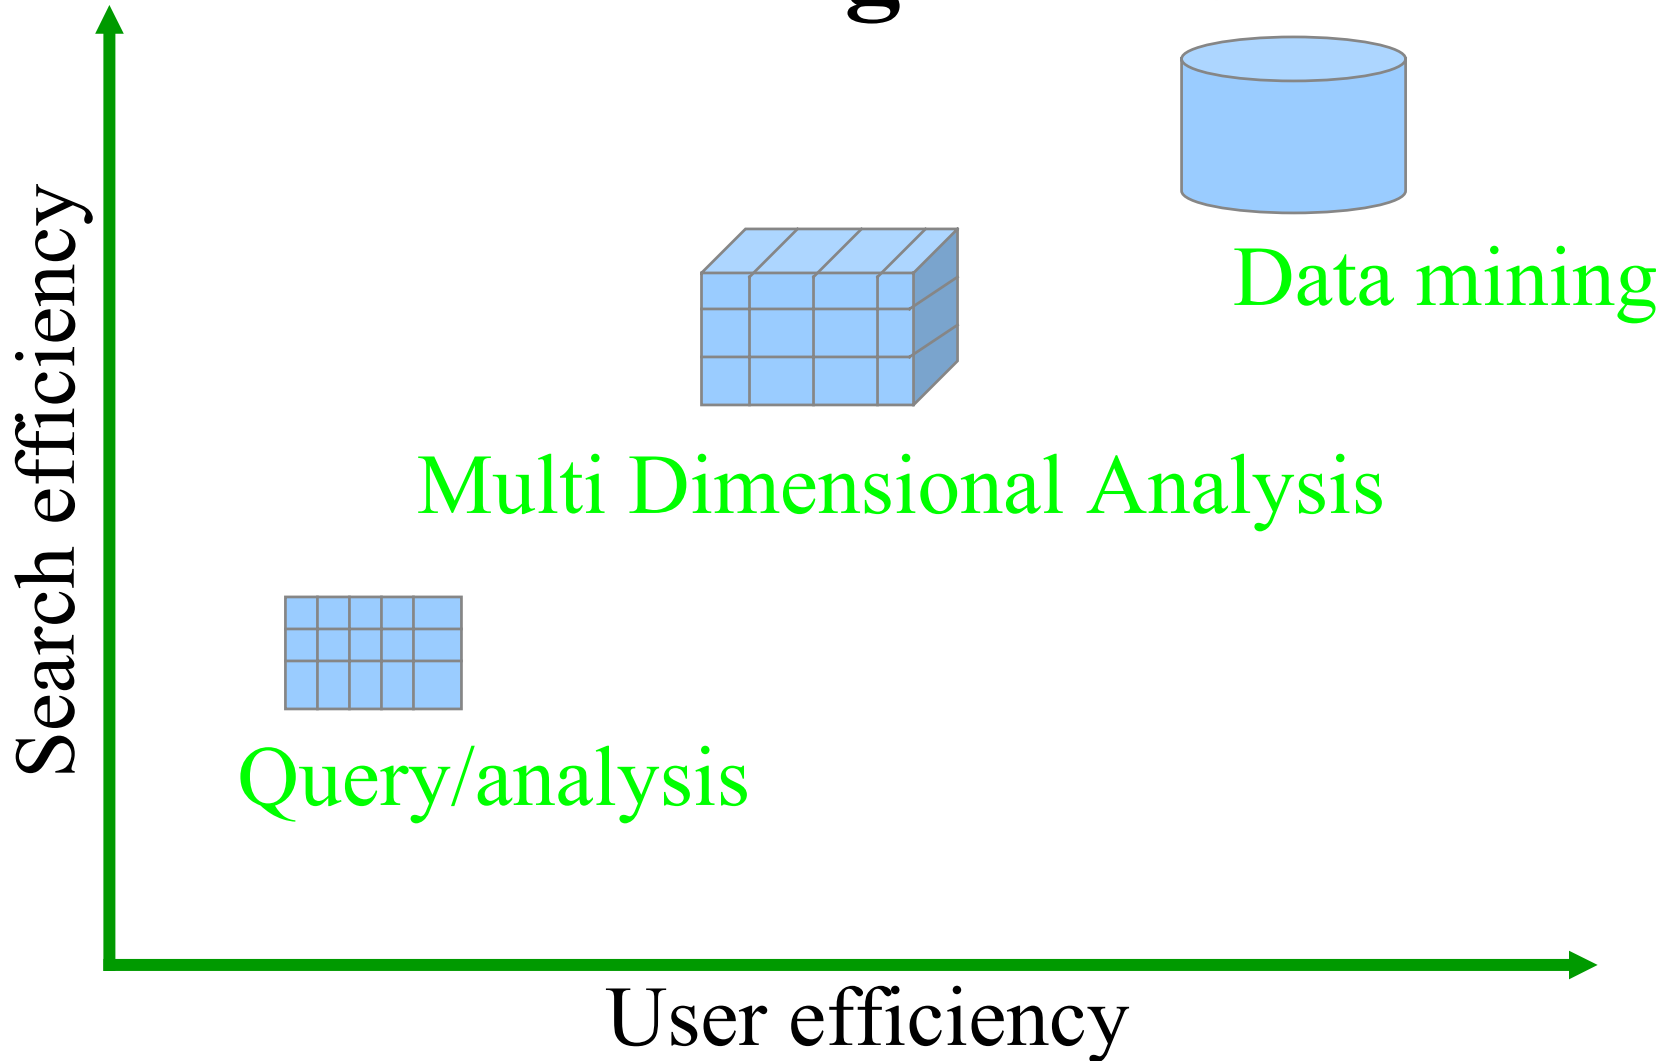 Search efficiency
Data mining
Multi Dimensional Analysis
Query/analysis
User efficiency